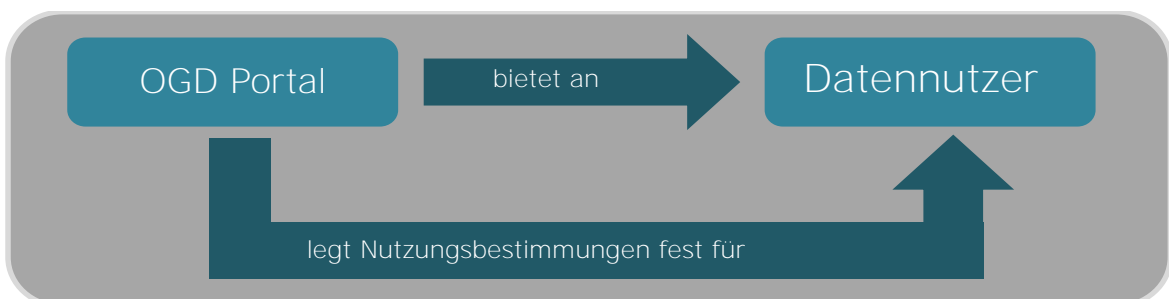 OGD Portal
bietet an
Datennutzer
legt Nutzungsbestimmungen fest für